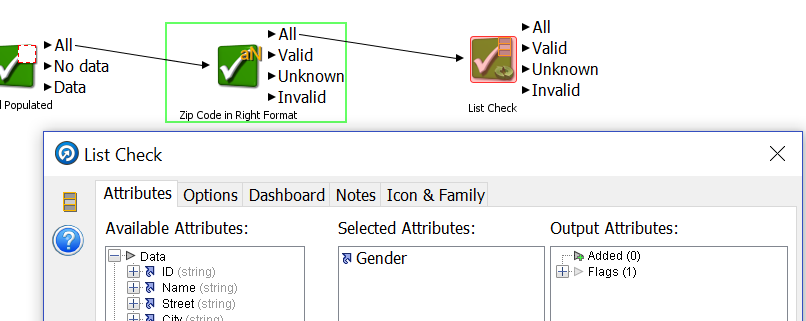 All
No data
Data
Populated
All
Valid
Unknown
Invalid
aN
Zip Code in Right Format
All
Valid
Unknown
Invalid
List Check
List Check
Attributes Options Dashboard Notes Icon & Family
?
Available Attributes: Selected Attributes: Output Attributes:
Data
ID (string)
Name (string)
Street (string)
City (string)
Gender
Added (0)
Flags (1)